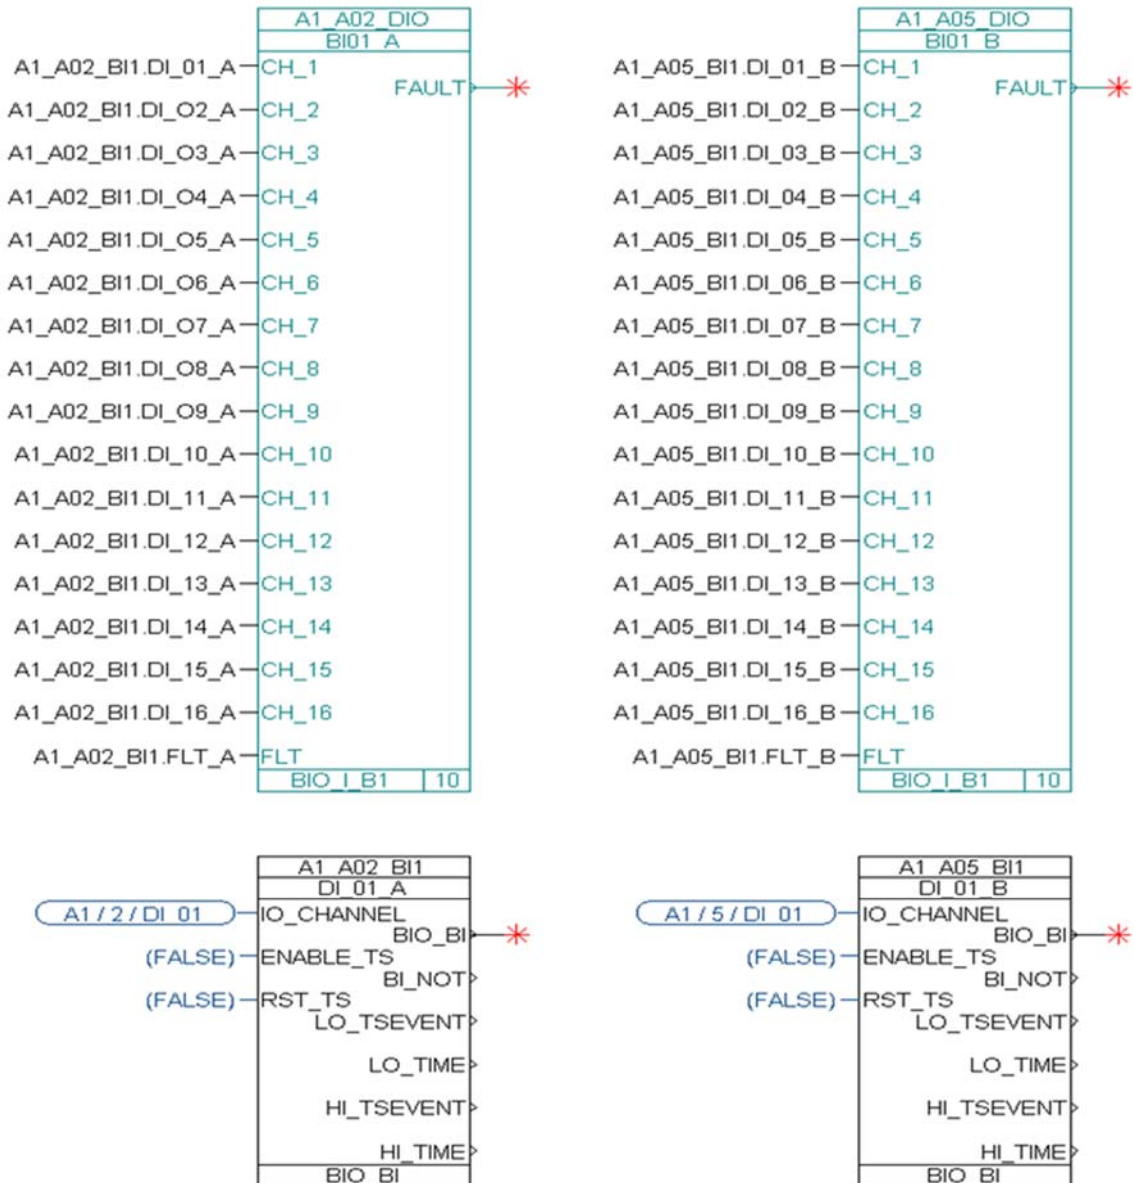 A1_A02_DIO
BI01_A
A1_A02_BI1.DI_01_A CH_1
FAULT
A1_A02_BI1.DI_O2_A CH_2
A1_A02_BI1.DI_O3_A CH_3
A1_A02_BI1.DI_O4_A CH_4
A1_A02_BI1.DI_O5_A CH_5
A1_A02_BI1.DI_O6_A CH_6
A1_A02_BI1.DI_O7_A CH_7
A1_A02_BI1.DI_O8_A CH_8
A1_A02_BI1.DI_O9_A CH_9
A1_A02_BI1.DI_10_A CH_10
A1_A02_BI1.DI_11_A CH_11
A1_A02_BI1.DI_12_A CH_12
A1_A02_BI1.DI_13_A CH_13
A1_A02_BI1.DI_14_A CH_14
A1_A02_BI1.DI_15_A CH_15
A1_A02_BI1.DI_16_A CH_16
A1_A02_BI1.FLT_A FLT
BIO_I_B1 10
A1_A05_DIO
BI01_B
A1_A05_BI1.DI_01_B CH_1
FAULT
A1_A05_BI1.DI_02_B CH_2
A1_A05_BI1.DI_03_B CH_3
A1_A05_BI1.DI_04_B CH_4
A1_A05_BI1.DI_05_B CH_5
A1_A05_BI1.DI_06_B CH_6
A1_A05_BI1.DI_07_B CH_7
A1_A05_BI1.DI_08_B CH_8
A1_A05_BI1.DI_09_B CH_9
A1_A05_BI1.DI_10_B CH_10
A1_A05_BI1.DI_11_B CH_11
A1_A05_BI1.DI_12_B CH_12
A1_A05_BI1.DI_13_B CH_13
A1_A05_BI1.DI_14_B CH_14
A1_A05_BI1.DI_15_B CH_15
A1_A05_BI1.DI_16_B CH_16
A1_A05_BI1.FLT_B FLT
BIO_I_B1 10
A1_A02_BI1
DI_01_A
A1 / 2 / DI_01 IO_CHANNEL
BIO_BI
(FALSE) ENABLE_TS
BI_NOT
(FALSE) RST_TS
LO_TSEVENT
LO_TIME
HI_TSEVENT
HI_TIME
BIO_BI
A1_A05_BI1
DI_01_B
A1 / 5 / DI_01 IO_CHANNEL
BIO_BI
(FALSE) ENABLE_TS
BI_NOT
(FALSE) RST_TS
LO_TSEVENT
LO_TIME
HI_TSEVENT
HI_TIME
BIO_BI